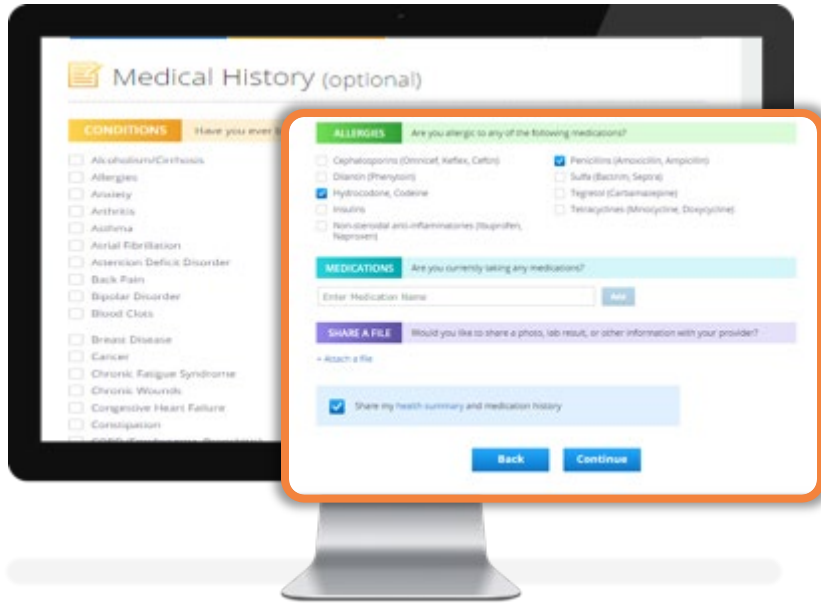 Medical History (optional)
CONDITIONS Have you ever
Alcoholism/Cirrhosis
Allergies
Anxiety
Arthritis
Asthma
Atrial Fibrillation
Attention Deficit Disorder
Back Pain
Bipolar Disorder
Blood Clots
Breast Disease
Cancer
Chronic Fatigue Syndrome
Chronic Wounds
Congestive Heart Failure
Constipation
ALLERGIES Are you allergic to any of the following medications?
Cephalosporins (Omnicef, Keflex, Ceftin)
Dilantin (Phenytoin)
Hydrocodone, Codeine
Insulins
Non-steroidal anti-inflammatories (Ibuprofen,
Naproxen)
Penicillins (Amoxicillin, Ampicillin)
Sulfa (Bactrim, Septra)
Tegretol (Carbamazepine)
Tetracyclines (Minocycline, Doxycycline)
MEDICATIONS Are you currently taking any medications?
Enter Medication Name Add
SHARE A FILE Would you like to share a photo, lab result, or other information with your provider?
+ Attach a file
Share my health summary and medication history
Back Continue